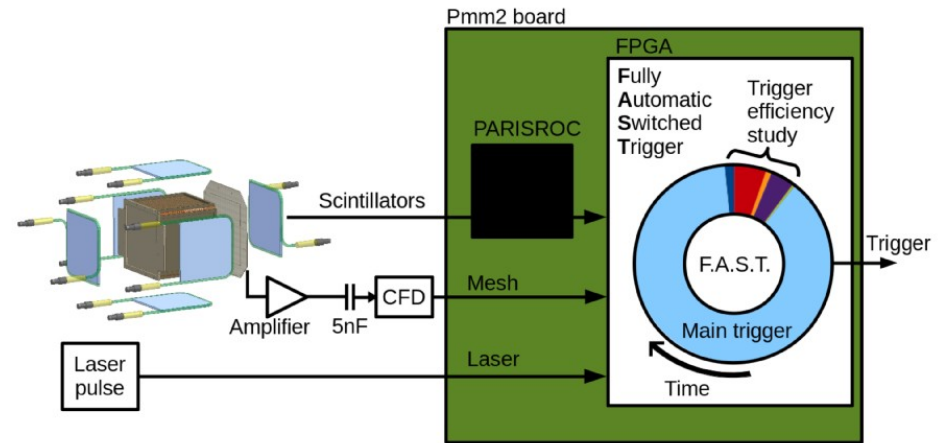 Pmm2 board
FPGA
Fully
Automatic
Switched
Trigger
Trigger
efficiency
study
PARISROC
Scintillators
F.A.S.T.
Trigger
Mesh
CFD
Amplifier
5nF
Main trigger
Laser
Laser
pulse
Time